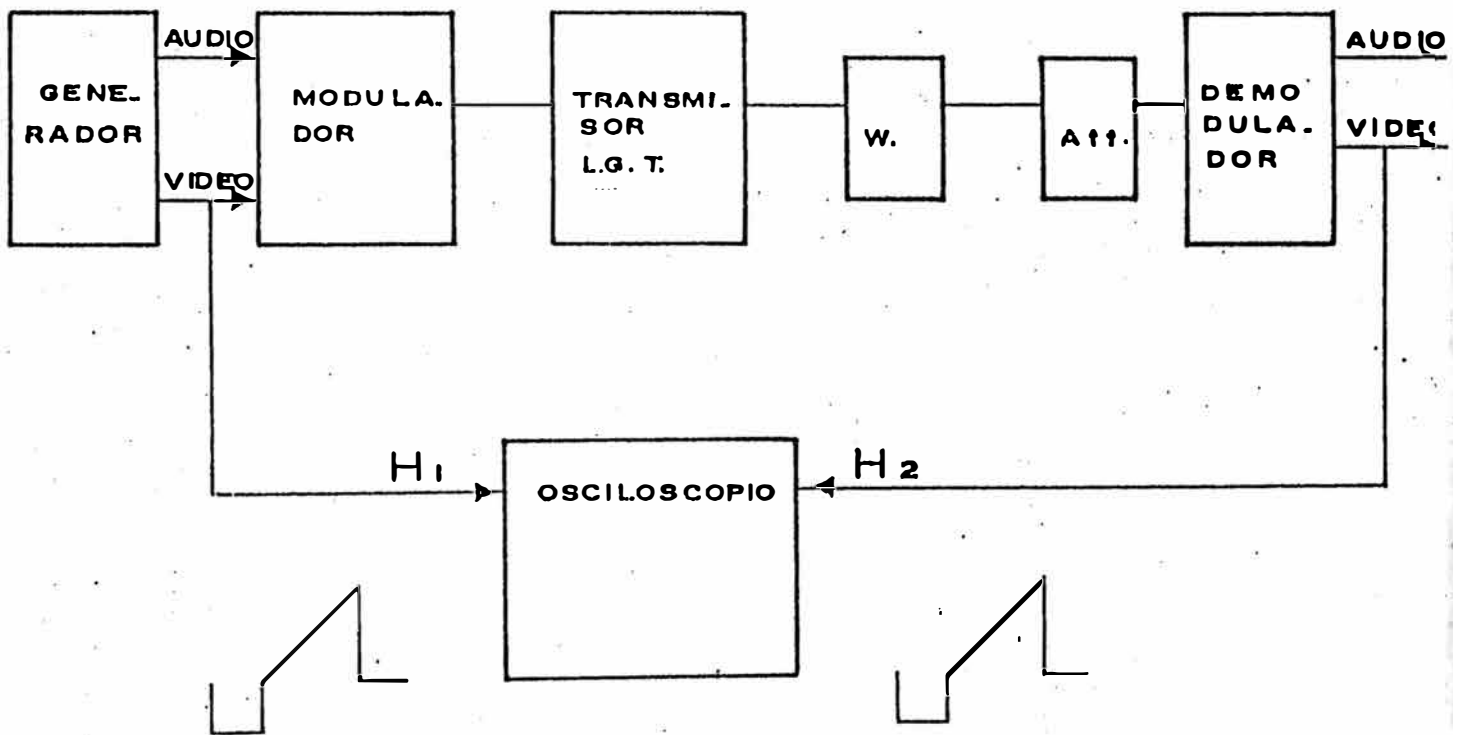 AUDIO
GENE-
RADOR
VIDEO
MODULA-
DOR
TRANSMI-
SOR
L.G.T.
W.
Att.
DEMO
DULA-
DOR
AUDIO
VIDEO
H1
OSCILOSCOPIO
H2